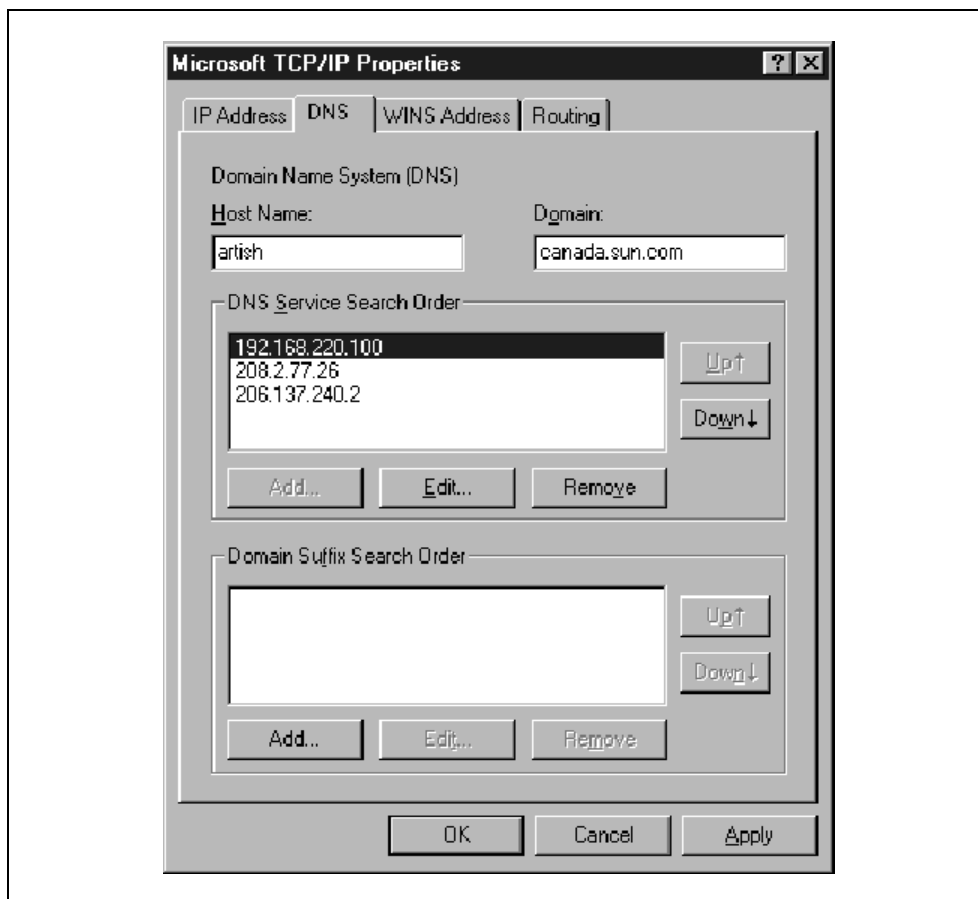 Microsoft TCP/IP Properties
? X
IP Address DNS WINS Address Routing
Domain Name System (DNS)
Host Name: Domain:
artish canada.sun.com
DNS Service Search Order
192.168.220.100
208.2.77.26
206.137.240.2
Up↑
Down↓
Add... Edit... Remove
Domain Suffix Search Order
Up↑
Down↓
Add... Edit... Remove
OK Cancel Apply